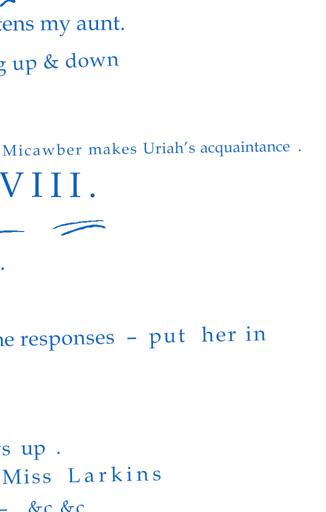 tens my aunt.
g up & down
Micawber makes Uriah's acquaintance .
VIII.
.
he responses – put her in
s up .
Miss Larkins
– &c &c